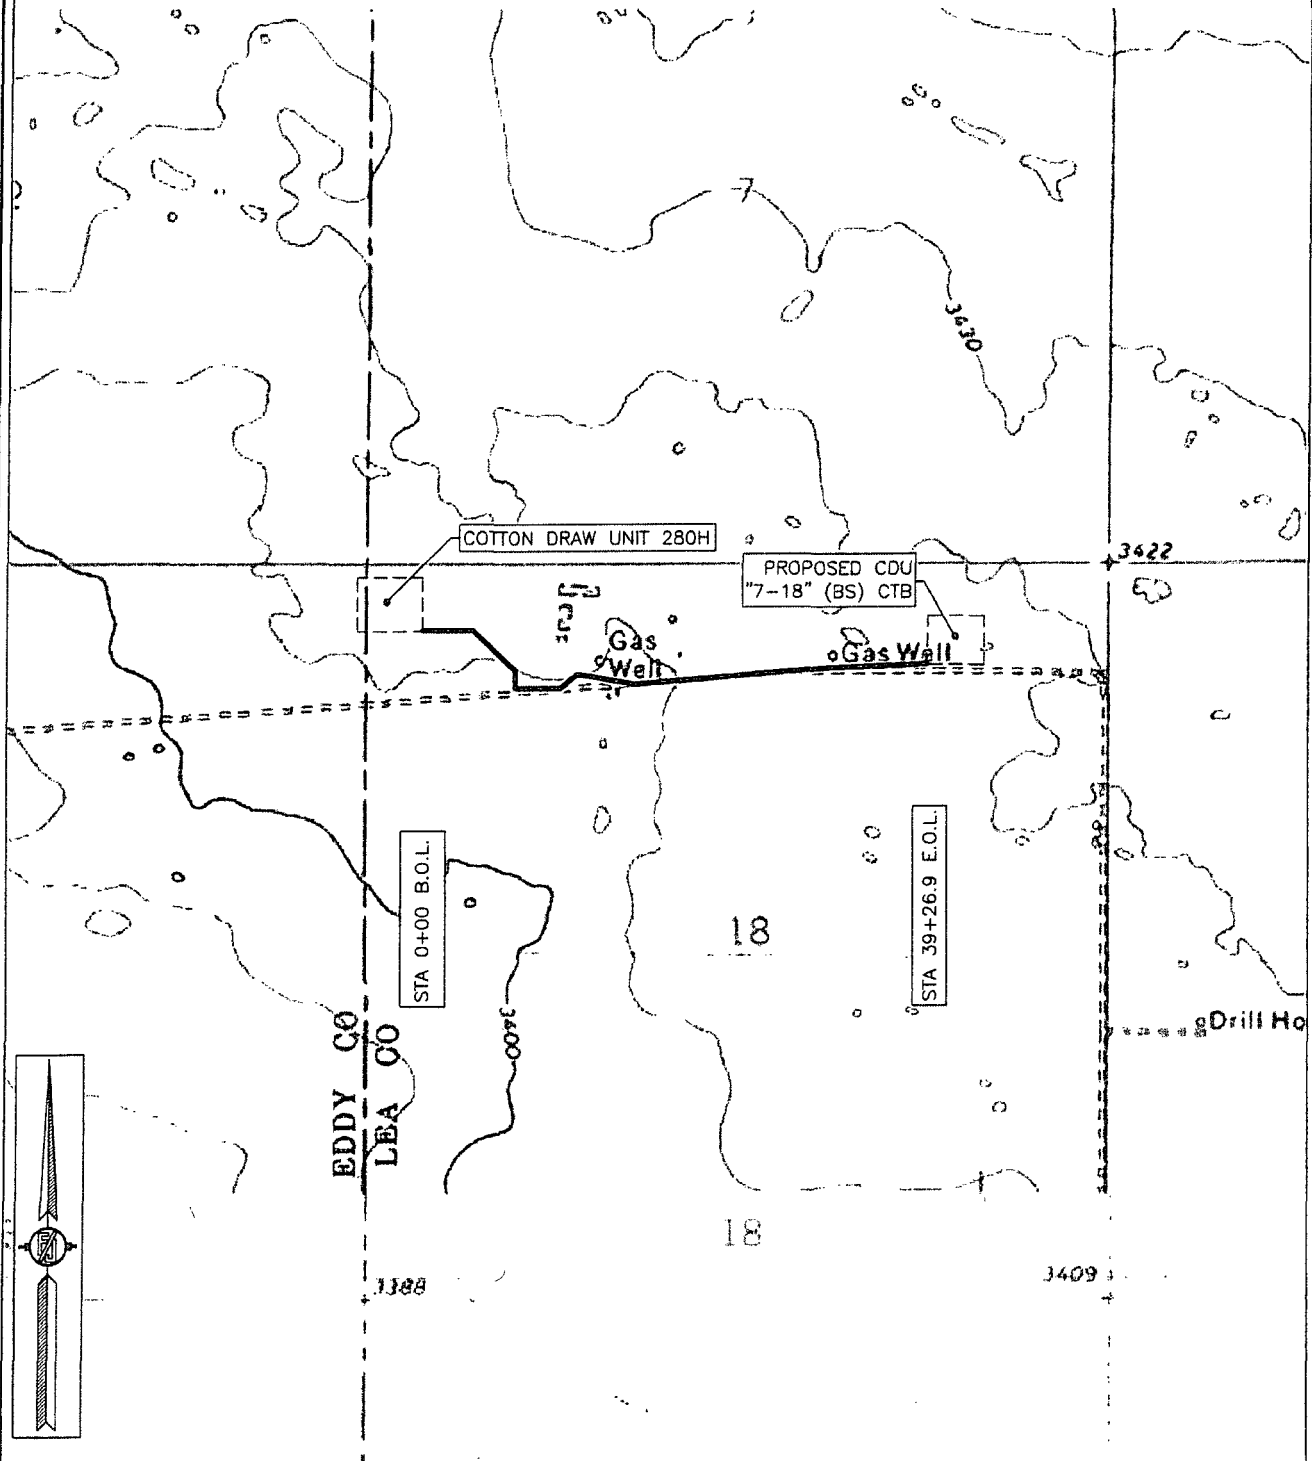 7
3430
COTTON DRAW UNIT 280H
3422
PROPOSED CDU
"7-18" (BS) CTB
Gas
Well
Gas Well
STA 0+00 B.O.L.
STA 39+26.9 E.O.L.
18
3400
Drill Ho
EDDY CO
LEA CO
18
3388
3409